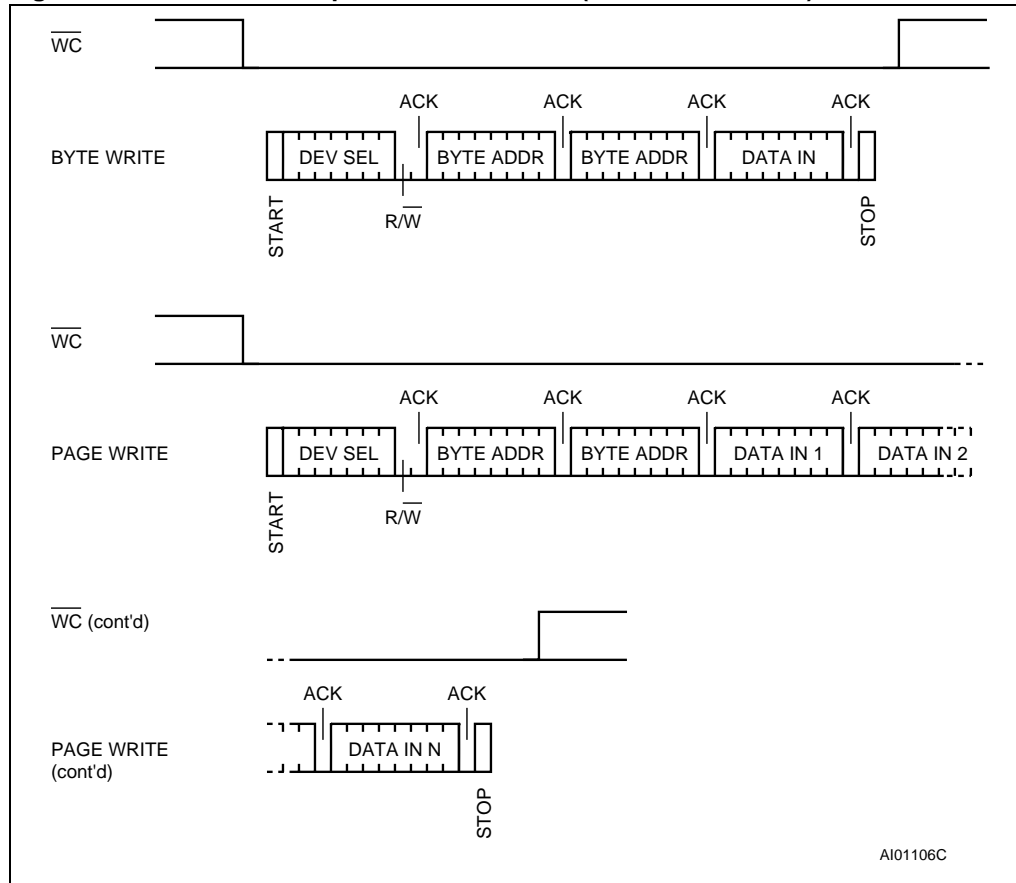 WC
ACK ACK ACK ACK
BYTE WRITE DEV SEL BYTE ADDR BYTE ADDR DATA IN
R/W
START
STOP
WC
ACK ACK ACK ACK
PAGE WRITE DEV SEL BYTE ADDR BYTE ADDR DATA IN 1 DATA IN 2
R/W
START
WC (cont'd)
ACK ACK
PAGE WRITE DATA IN N
(cont'd)
STOP
AI01106C